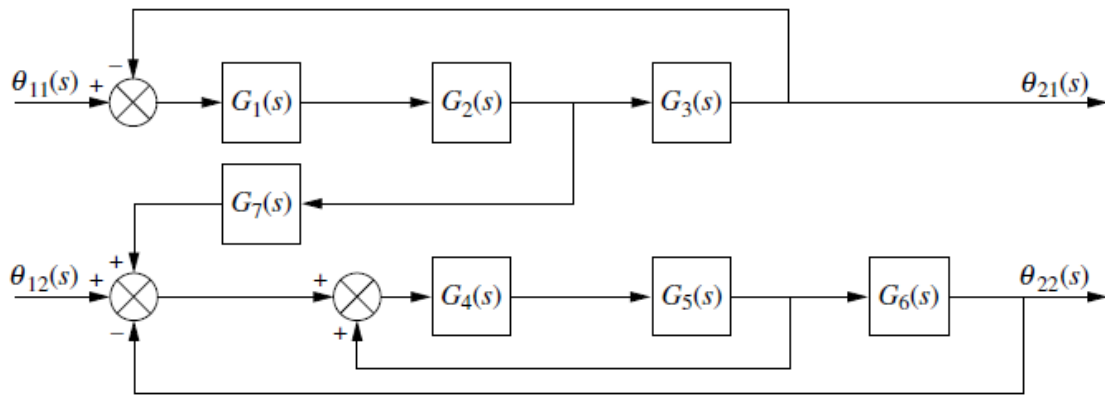 −
θ₁₁(s) + G₁(s) G₂(s) G₃(s) θ₂₁(s)
G₇(s)
+
θ₁₂(s) + + G₄(s) G₅(s) G₆(s) θ₂₂(s)
− +